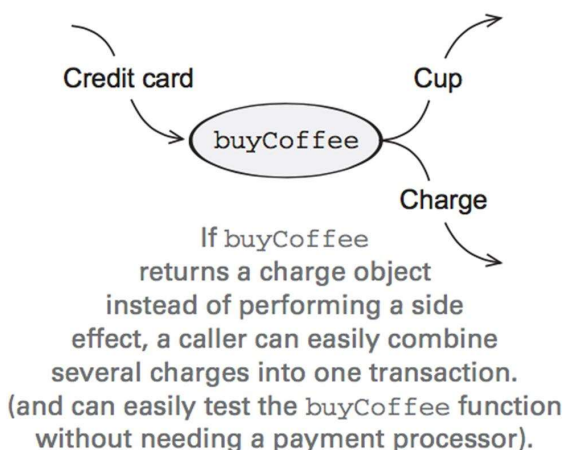 Credit card
Cup
buyCoffee
Charge
If buyCoffee
returns a charge object
instead of performing a side
effect, a caller can easily combine
several charges into one transaction.
(and can easily test the buyCoffee function
without needing a payment processor).